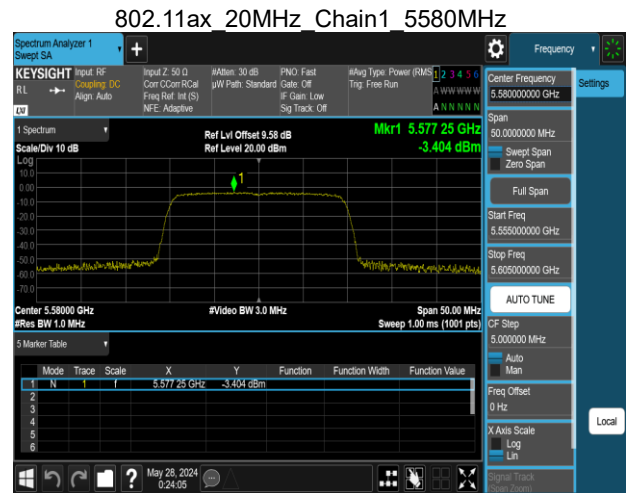 802.11ax_20MHz_Chain1_5580MHz
Spectrum Analyzer 1
Swept SA
Frequency
KEYSIGHT
RL
LXI
Input: RF
Coupling: DC
Align: Auto
Input Z: 50 Ω
Corr CCorr RCal
Freq Ref: Int (S)
NFE: Adaptive
#Atten: 30 dB
µW Path: Standard
PNO: Fast
Gate: Off
IF Gain: Low
Sig Track: Off
#Avg Type: Power (RMS
Trig: Free Run
1 2 3 4 5 6
A W W W W W
A N N N N N
Center Frequency
5.580000000 GHz
Settings
1 Spectrum
Scale/Div 10 dB
Ref Lvl Offset 9.58 dB
Ref Level 20.00 dBm
Mkr1 5.577 25 GHz
-3.404 dBm
Log
10.0
0.00
-10.0
-20.0
-30.0
-40.0
-50.0
-60.0
-70.0
1
Center 5.58000 GHz
#Res BW 1.0 MHz
#Video BW 3.0 MHz
Span 50.00 MHz
Sweep 1.00 ms (1001 pts)
Span
50.0000000 MHz
Swept Span
Zero Span
Full Span
Start Freq
5.555000000 GHz
Stop Freq
5.605000000 GHz
AUTO TUNE
CF Step
5.000000 MHz
Auto
Man
Freq Offset
0 Hz
X Axis Scale
Log
Lin
Signal Track
(Span Zoom)
Local
5 Marker Table
Mode Trace Scale X Y Function Function Width Function Value
1 N 1 f 5.577 25 GHz -3.404 dBm
2
3
4
5
6
May 28, 2024
0:24:05